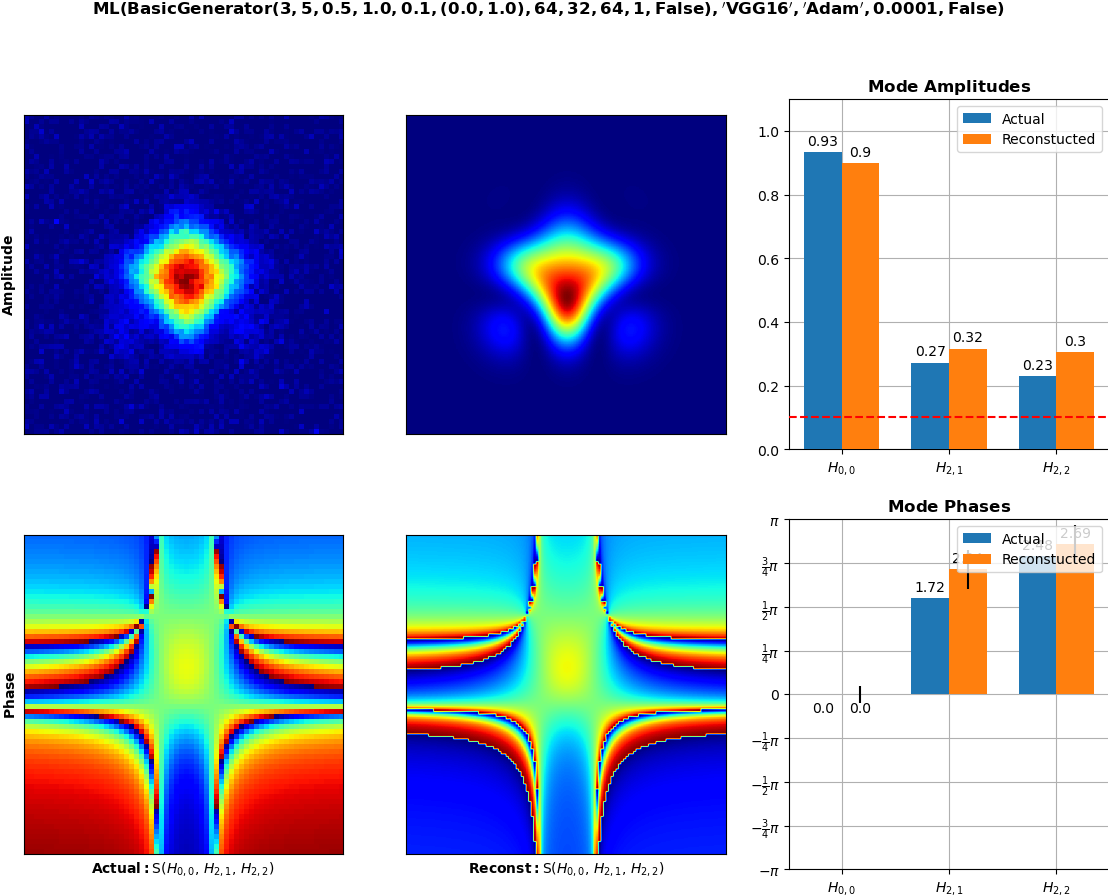 ML(BasicGenerator(3, 5, 0.5, 1.0, 0.1, (0.0, 1.0), 64, 32, 64, 1, False), ′VGG16′, ′Adam′, 0.0001, False)
Amplitude
Mode Amplitudes
Actual
Reconstucted
1.0
0.8
0.6
0.4
0.2
0.0
0.93
0.9
0.27
0.32
0.23
0.3
H0,0
H2,1
H2,2
Phase
Actual: S(H0,0, H2,1, H2,2)
Reconst: S(H0,0, H2,1, H2,2)
Mode Phases
Actual
Reconstucted
π
3/4π
1/2π
1/4π
0
−1/4π
−1/2π
−3/4π
−π
0.0
0.0
1.72
2.48
2.69
H0,0
H2,1
H2,2